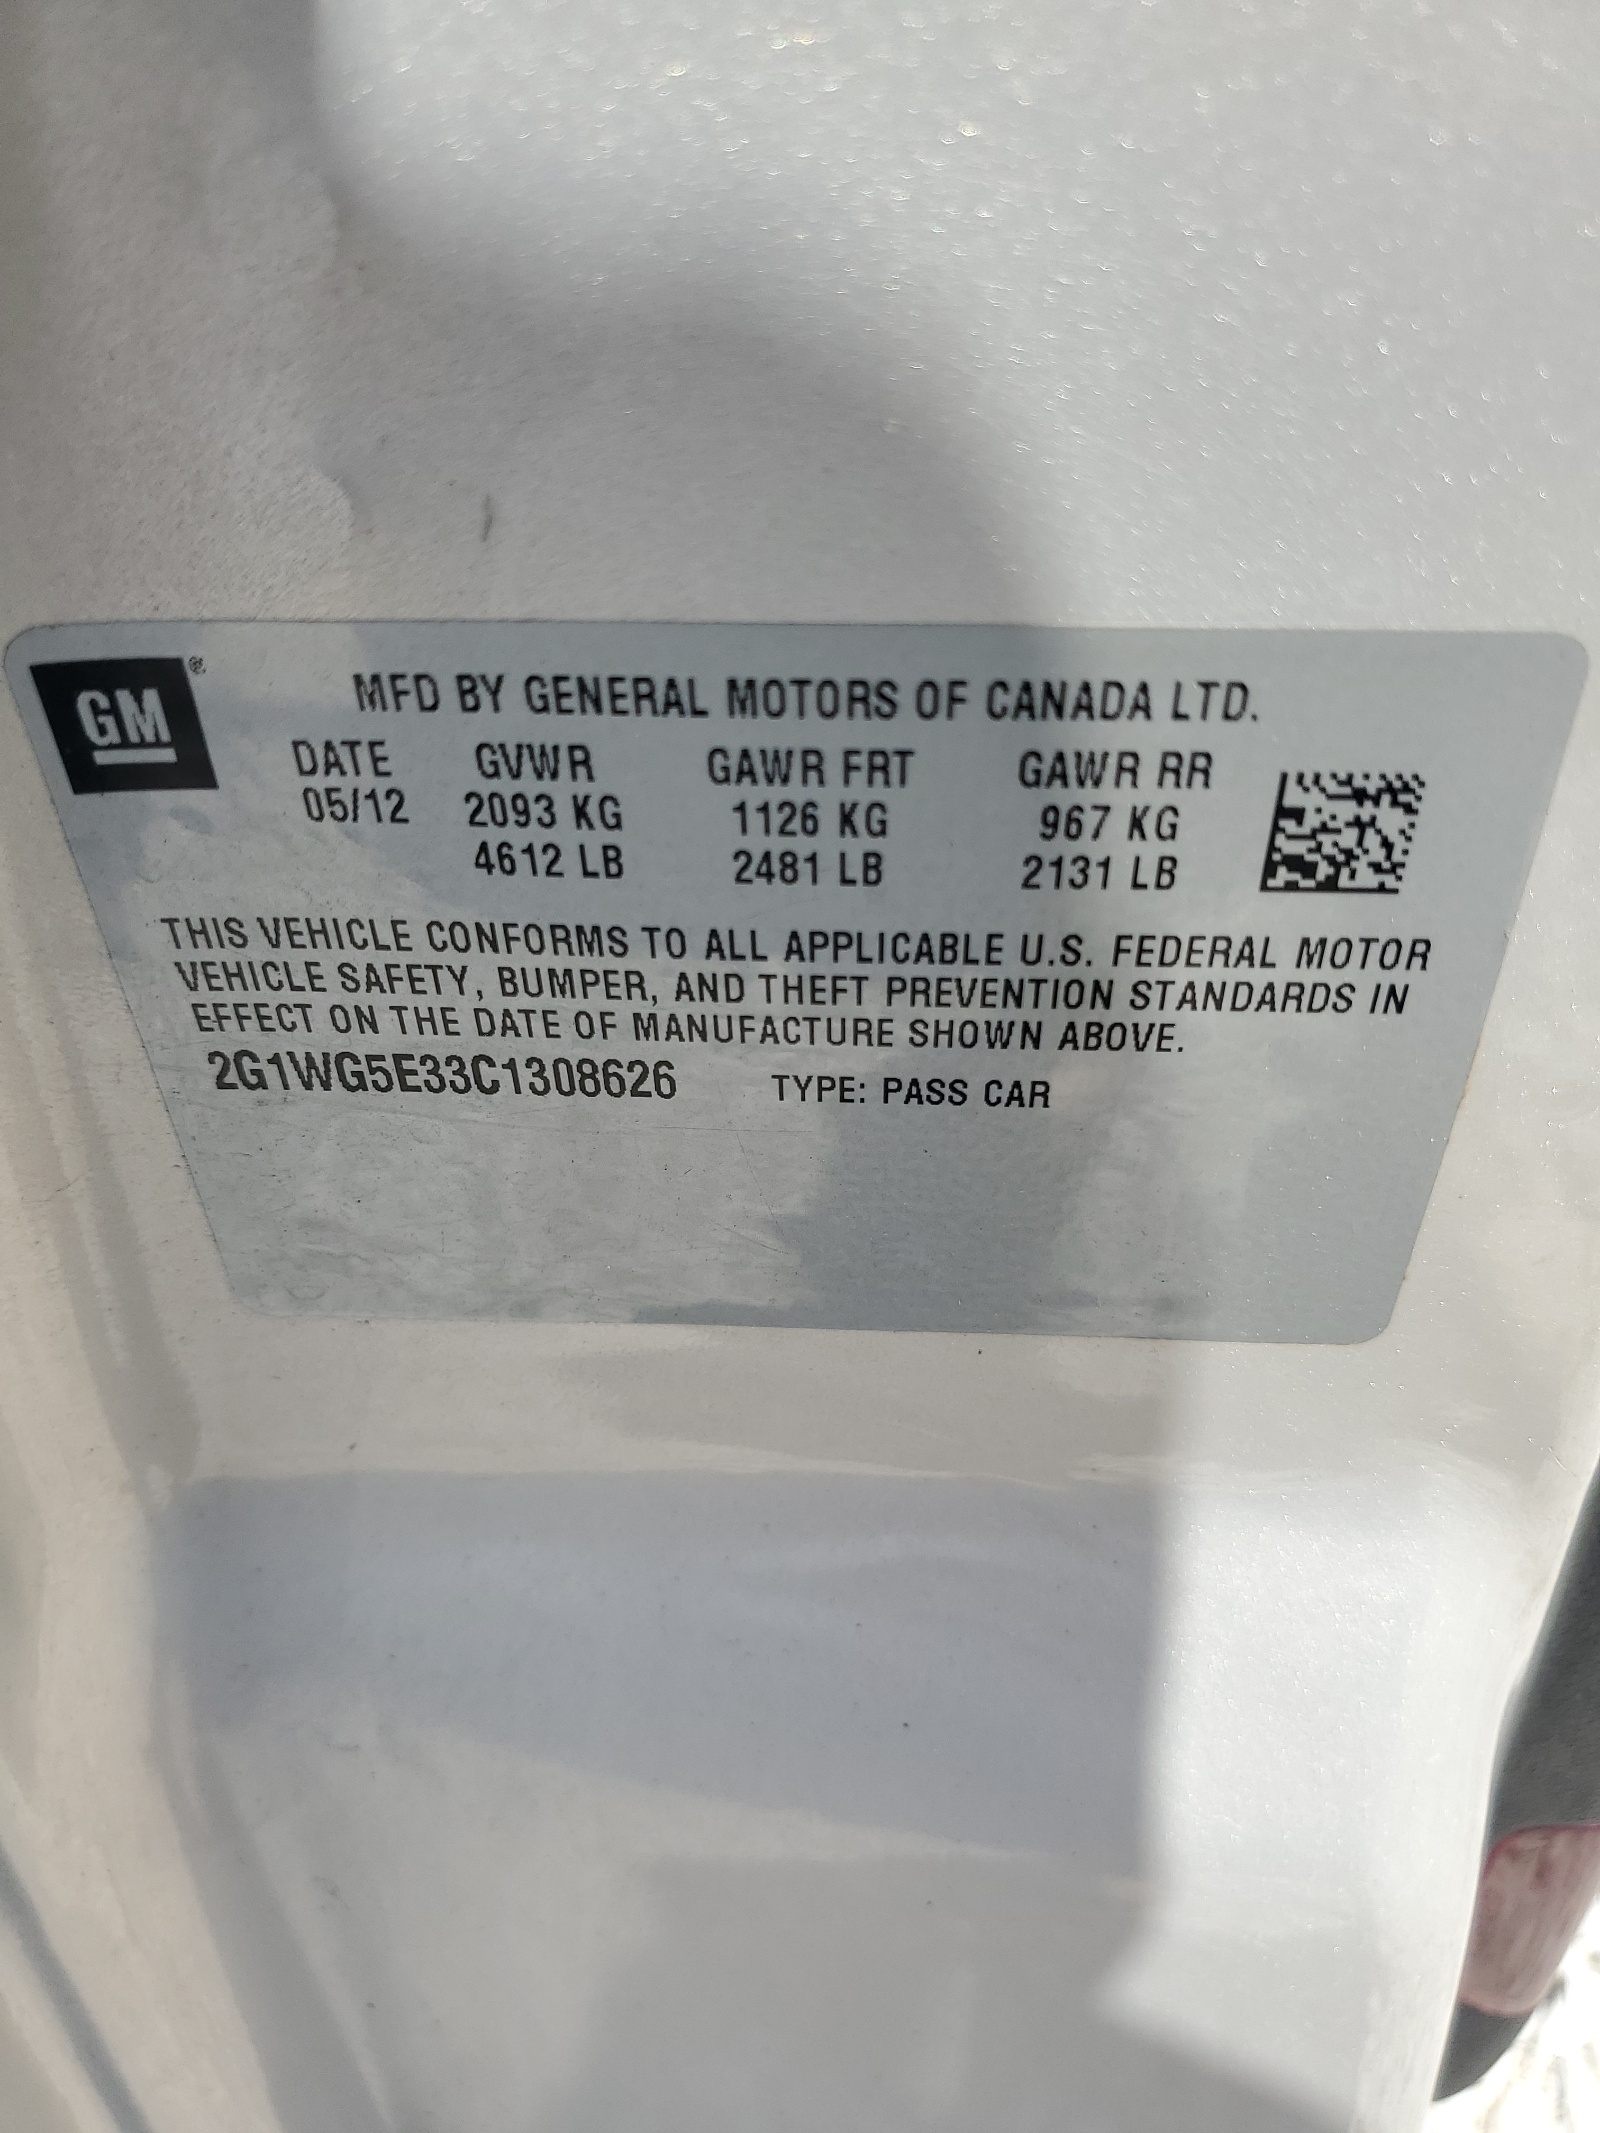 GM ®
MFD BY GENERAL MOTORS OF CANADA LTD.
DATE GVWR GAWR FRT GAWR RR
05/12 2093 KG 1126 KG 967 KG
4612 LB 2481 LB 2131 LB
THIS VEHICLE CONFORMS TO ALL APPLICABLE U.S. FEDERAL MOTOR
VEHICLE SAFETY, BUMPER, AND THEFT PREVENTION STANDARDS IN
EFFECT ON THE DATE OF MANUFACTURE SHOWN ABOVE.
2G1WG5E33C1308626 TYPE: PASS CAR